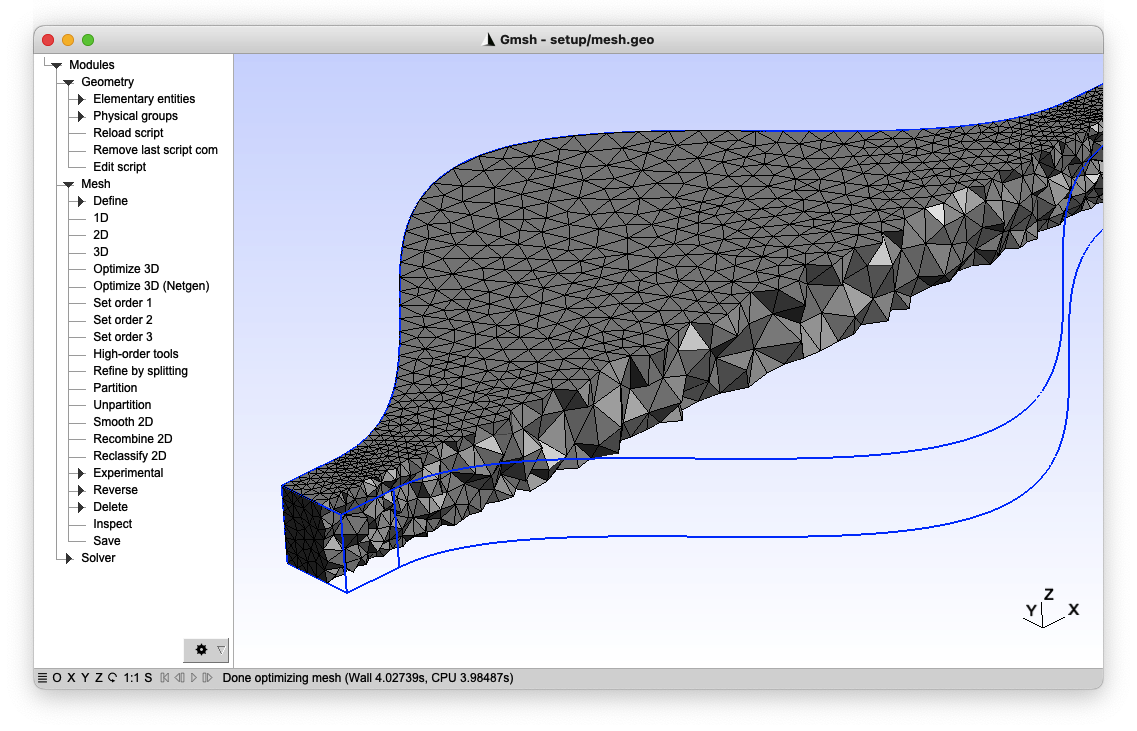 Gmsh - setup/mesh.geo
Modules
Geometry
Elementary entities
Physical groups
Reload script
Remove last script com
Edit script
Mesh
Define
1D
2D
3D
Optimize 3D
Optimize 3D (Netgen)
Set order 1
Set order 2
Set order 3
High-order tools
Refine by splitting
Partition
Unpartition
Smooth 2D
Recombine 2D
Reclassify 2D
Experimental
Reverse
Delete
Inspect
Save
Solver
Z
Y X
O X Y Z 1:1 S Done optimizing mesh (Wall 4.02739s, CPU 3.98487s)